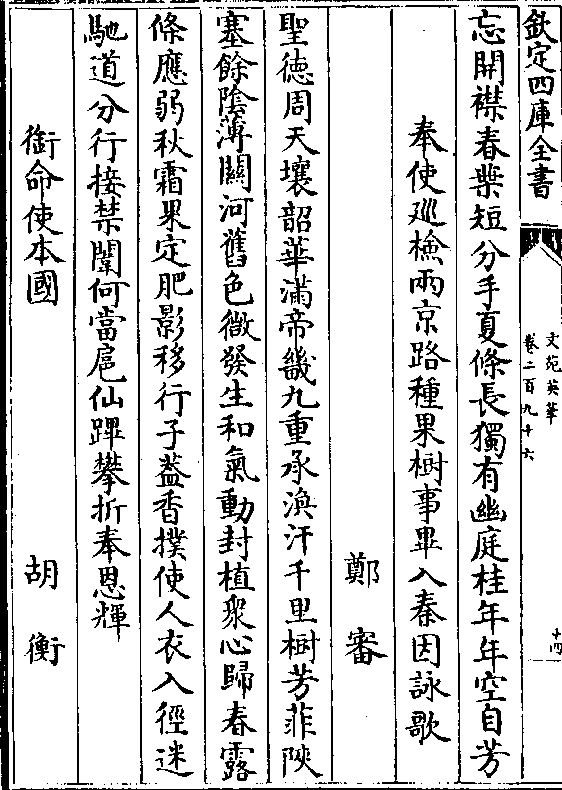 欽定四庫全書
文苑英華
卷二百九十六
十四
忘開襟春葉短分手夏條長獨有幽庭桂年年空自芳
奉使廵檢兩京路種果樹事畢入秦因詠歌
鄭審
聖德周天壤韶華滿帝畿九重承渙汗千里樹芳菲陜
塞餘陰薄關河舊色微發生和氣動封植衆心歸春露
條應弱秋霜果定肥影移行子葢香撲使人衣入徑迷
馳道分行接禁闈何當扈仙蹕攀折奉恩輝
銜命使本國
胡衡